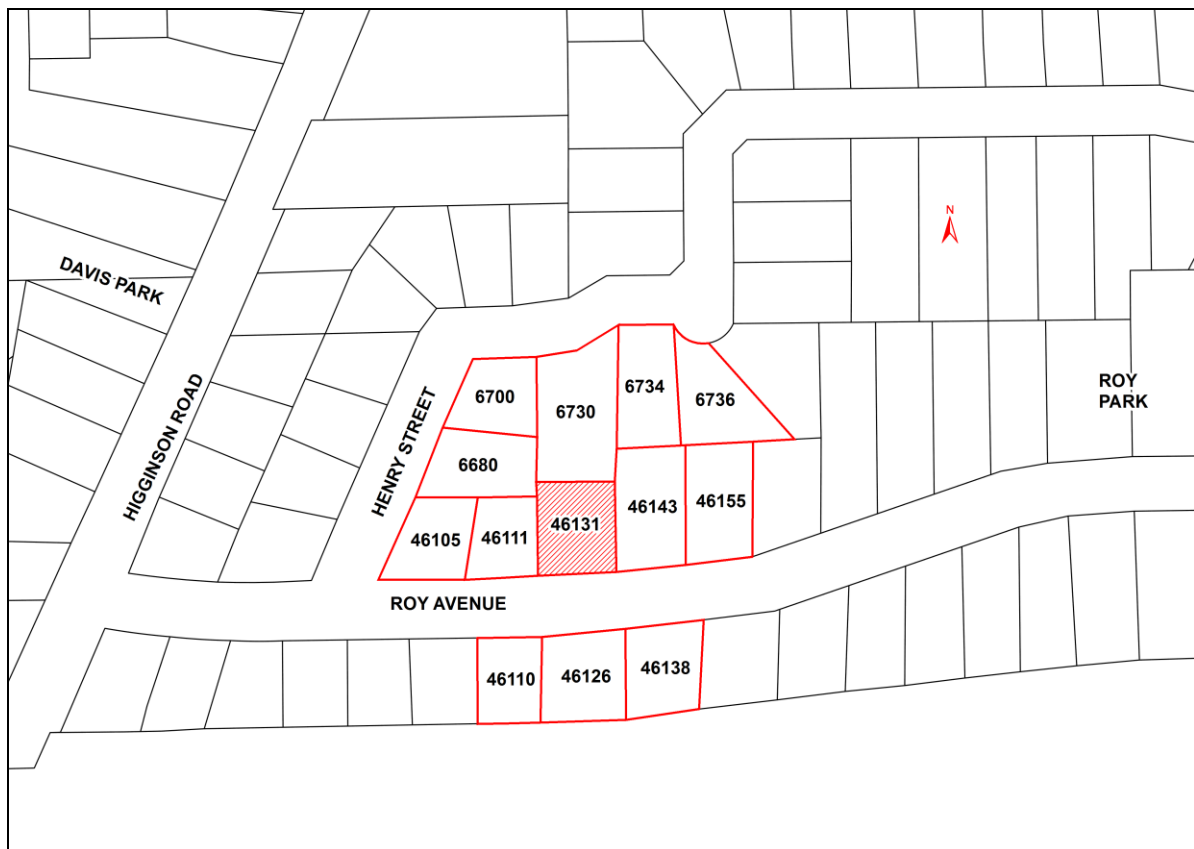 N
DAVIS PARK
HIGGINSON ROAD
HENRY STREET
ROY
PARK
6700
6730
6734
6736
6680
46105
46111
46131
46143
46155
ROY AVENUE
46110
46126
46138